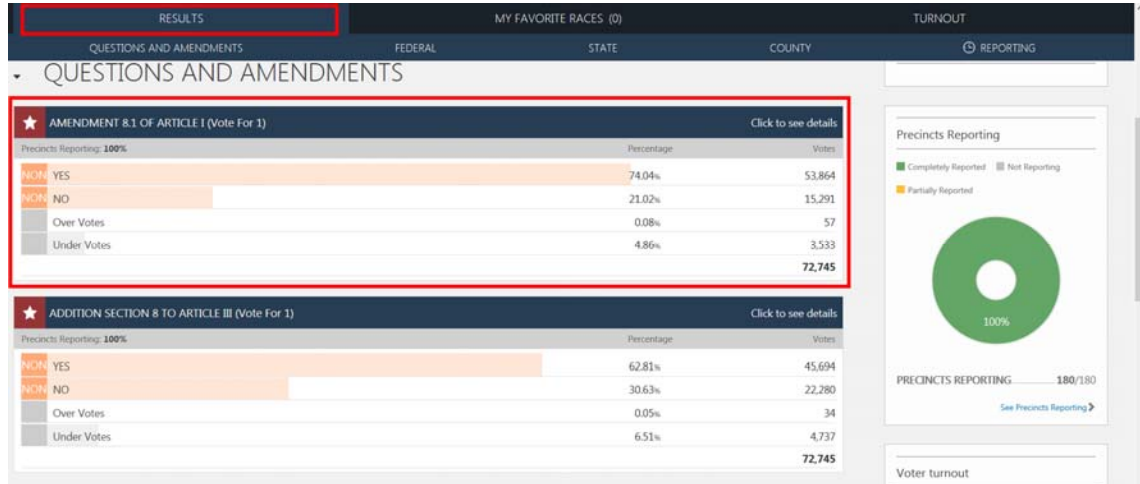 RESULTS MY FAVORITE RACES (0) TURNOUT
QUESTIONS AND AMENDMENTS FEDERAL STATE COUNTY REPORTING
QUESTIONS AND AMENDMENTS
AMENDMENT 8.1 OF ARTICLE I (Vote For 1) Click to see details
Precincts Reporting: 100% Percentage Votes
NON YES 74.04% 53,864
NON NO 21.02% 15,291
Over Votes 0.08% 57
Under Votes 4.86% 3,533
72,745
ADDITION SECTION 8 TO ARTICLE III (Vote For 1) Click to see details
Precincts Reporting: 100% Percentage Votes
NON YES 62.81% 45,694
NON NO 30.63% 22,280
Over Votes 0.05% 34
Under Votes 6.51% 4,737
72,745
Precincts Reporting
Completely Reported Not Reporting
Partially Reported
100%
PRECINCTS REPORTING 180/180
See Precincts Reporting
Voter turnout